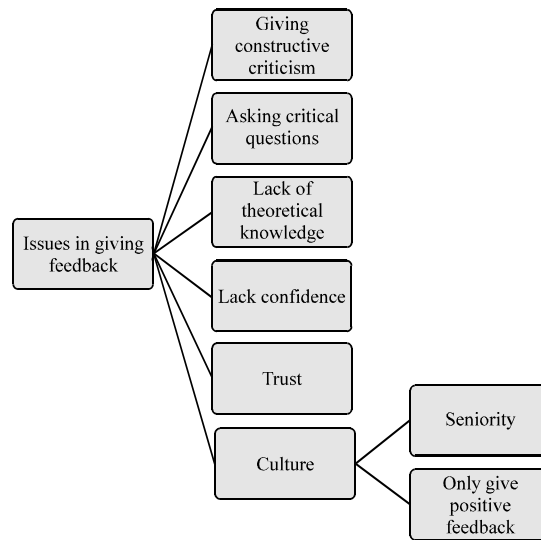 Giving
constructive
criticism
Asking critical
questions
Lack of
theoretical
knowledge
Issues in giving
feedback
Lack confidence
Trust
Culture
Seniority
Only give
positive
feedback